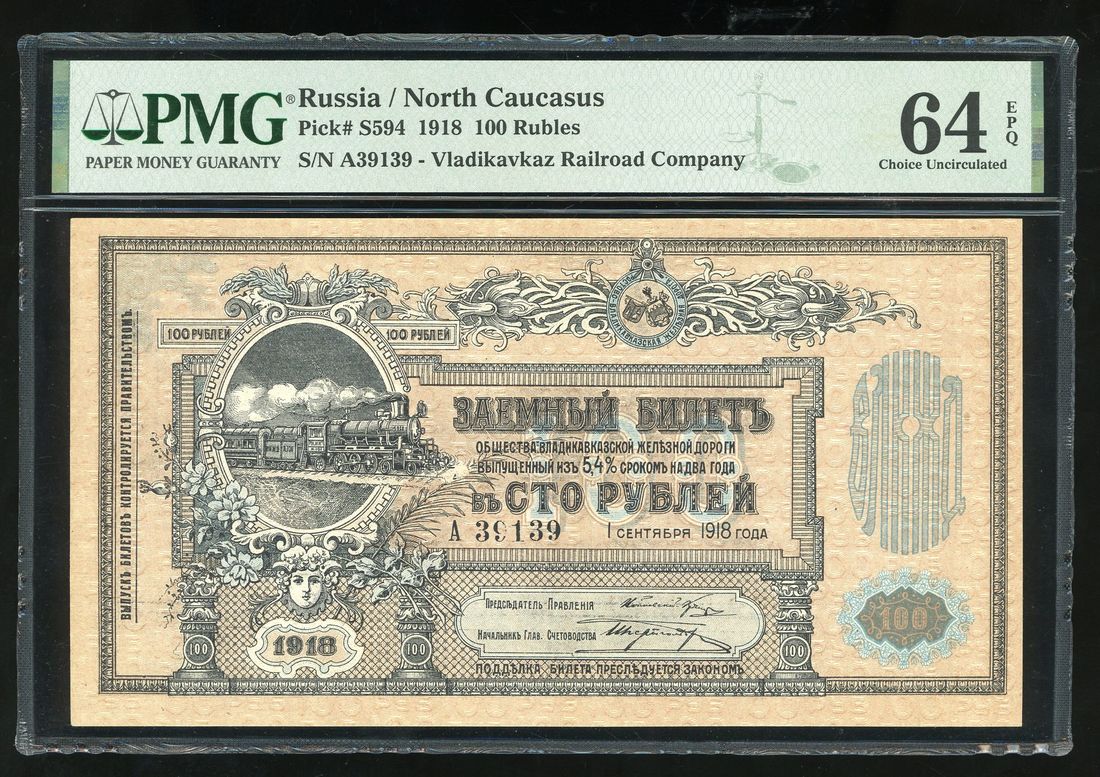 PMG®
PAPER MONEY GUARANTY
Russia / North Caucasus
Pick# S594 1918 100 Rubles
S/N A39139 - Vladikavkaz Railroad Company
64
EPQ
Choice Uncirculated
ВЫПУСКЪ БИЛЕТОВЪ КОНТРОЛИРУЕТСЯ ПРАВИТЕЛЬСТВОМЪ.
100 РУБЛЕЙ
100 РУБЛЕЙ
ЗАЕМНЫЙ БИЛЕТЪ
ОБЩЕСТВА ВЛАДИКАВКАЗСКОЙ ЖЕЛѢЗНОЙ ДОРОГИ
ВЫПУЩЕННЫЙ ИЗЪ 5,4% СРОКОМЪ НА ДВА ГОДА
ВЪ СТО РУБЛЕЙ
А 39139
1 СЕНТЯБРЯ 1918 ГОДА
ПРЕДСѢДАТЕЛЬ ПРАВЛЕНІЯ
НАЧАЛЬНИКЪ ГЛАВ. СЧЕТОВОДСТВА
ПОДДѢЛКА БИЛЕТА ПРЕСЛѢДУЕТСЯ ЗАКОНОМЪ
1918
100
100
100
100